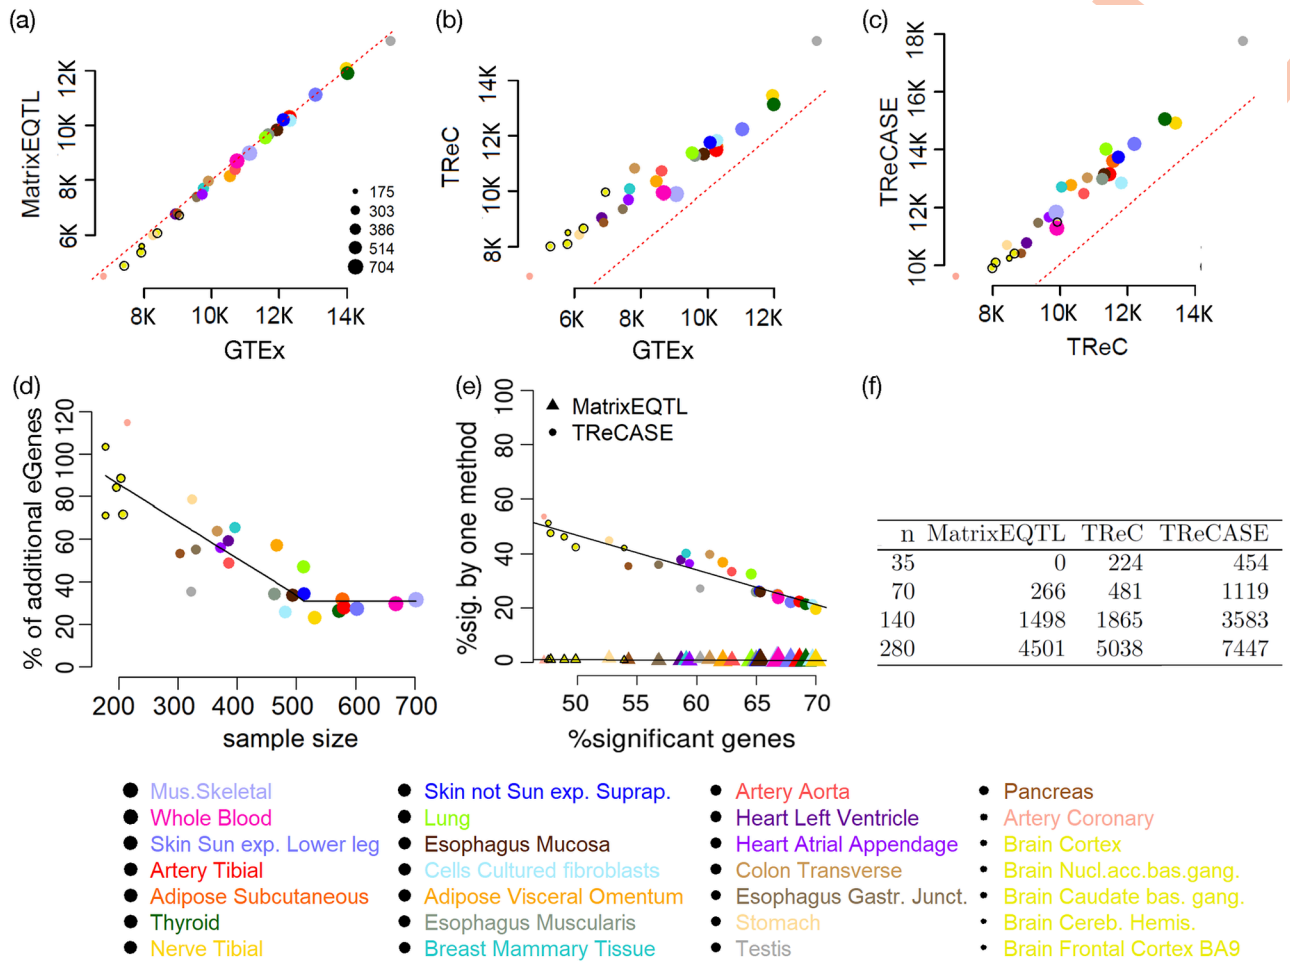 (a)
MatrixEQTL
12K
10K
8K
6K
175
303
386
514
704
8K 10K 12K 14K
GTEx
(b)
TReC
14K
12K
10K
8K
6K 8K 10K 12K
GTEx
(c)
TReCASE
18K
16K
14K
12K
10K
8K 10K 12K 14K
TReC
(d)
% of additional eGenes
120
100
80
60
40
20
0
200 300 400 500 600 700
sample size
(e)
%sig. by one method
100
80
60
40
20
0
MatrixEQTL
TReCASE
50 55 60 65 70
%significant genes
(f)
n MatrixEQTL TReC TReCASE
35 0 224 454
70 266 481 1119
140 1498 1865 3583
280 4501 5038 7447
Mus.Skeletal
Whole Blood
Skin Sun exp. Lower leg
Artery Tibial
Adipose Subcutaneous
Thyroid
Nerve Tibial
Skin not Sun exp. Suprap.
Lung
Esophagus Mucosa
Cells Cultured fibroblasts
Adipose Visceral Omentum
Esophagus Muscularis
Breast Mammary Tissue
Artery Aorta
Heart Left Ventricle
Heart Atrial Appendage
Colon Transverse
Esophagus Gastr. Junct.
Stomach
Testis
Pancreas
Artery Coronary
Brain Cortex
Brain Nucl.acc.bas.gang.
Brain Caudate bas. gang.
Brain Cereb. Hemis.
Brain Frontal Cortex BA9